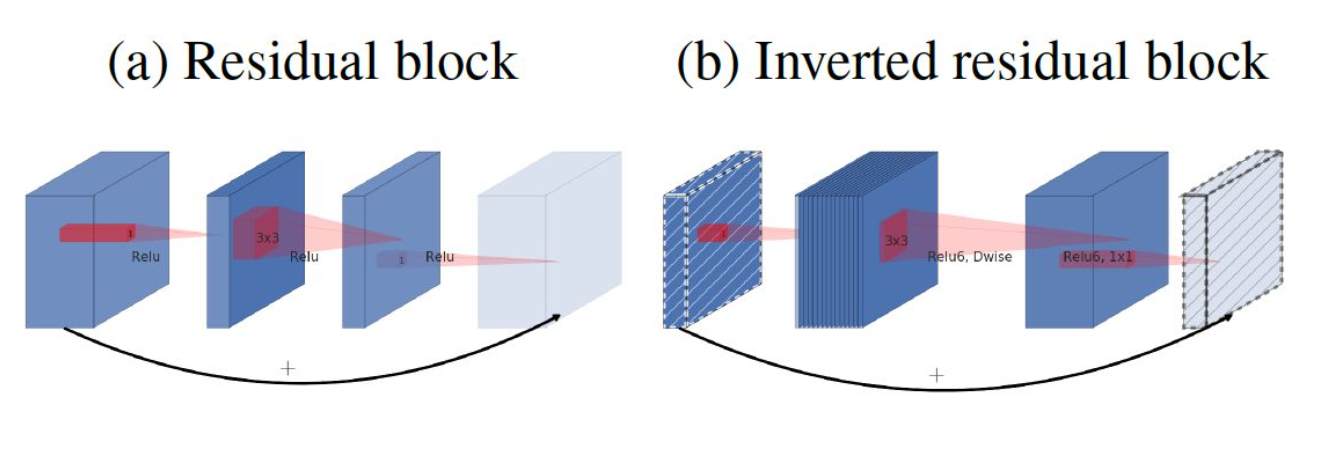 (a) Residual block
(b) Inverted residual block
1
Relu
3x3
Relu
1
Relu
+
1
3x3
Relu6, Dwise
Relu6, 1x1
+